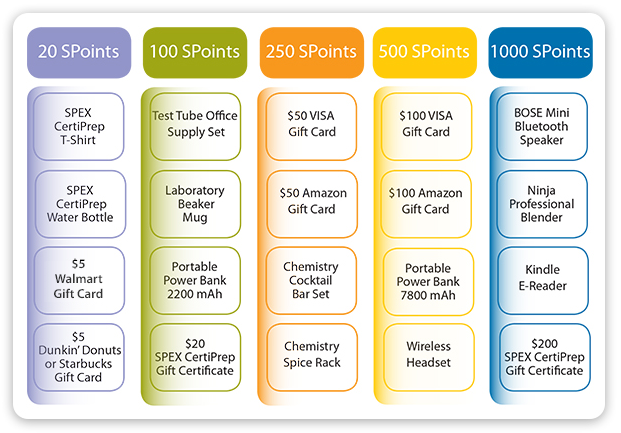 20 SPoints
100 SPoints
250 SPoints
500 SPoints
1000 SPoints
SPEX
CertiPrep
T-Shirt
Test Tube Office
Supply Set
$50 VISA
Gift Card
$100 VISA
Gift Card
BOSE Mini
Bluetooth
Speaker
SPEX
CertiPrep
Water Bottle
Laboratory
Beaker
Mug
$50 Amazon
Gift Card
$100 Amazon
Gift Card
Ninja
Professional
Blender
$5
Walmart
Gift Card
Portable
Power Bank
2200 mAh
Chemistry
Cocktail
Bar Set
Portable
Power Bank
7800 mAh
Kindle
E-Reader
$5
Dunkin' Donuts
or Starbucks
Gift Card
$20
SPEX CertiPrep
Gift Certificate
Chemistry
Spice Rack
Wireless
Headset
$200
SPEX CertiPrep
Gift Certificate